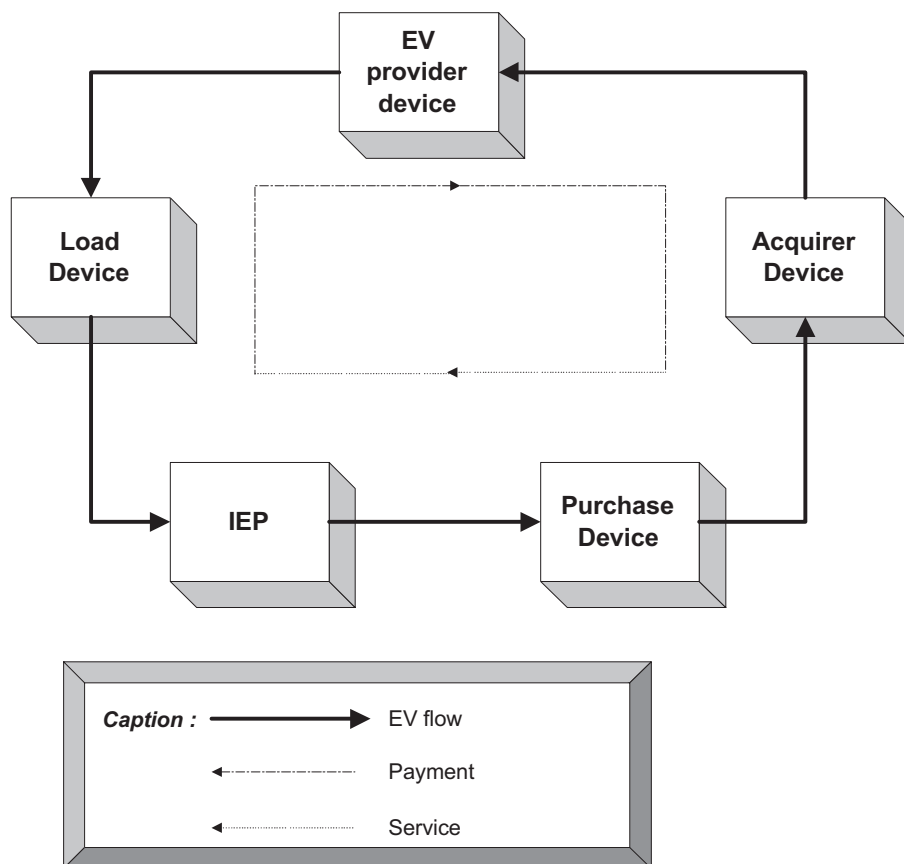 EV
provider
device
Load
Device
Acquirer
Device
IEP
Purchase
Device
Caption :
EV flow
Payment
Service